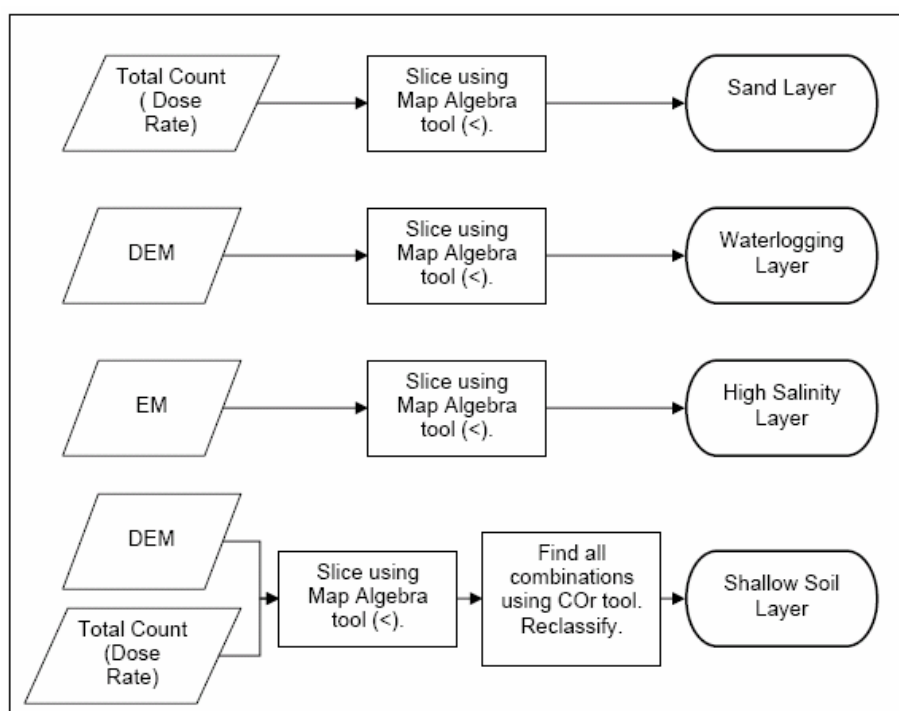 Total Count
( Dose
Rate)
Slice using
Map Algebra
tool (<).
Sand Layer
DEM
Slice using
Map Algebra
tool (<).
Waterlogging
Layer
EM
Slice using
Map Algebra
tool (<).
High Salinity
Layer
DEM
Total Count
(Dose
Rate)
Slice using
Map Algebra
tool (<).
Find all
combinations
using COr tool.
Reclassify.
Shallow Soil
Layer